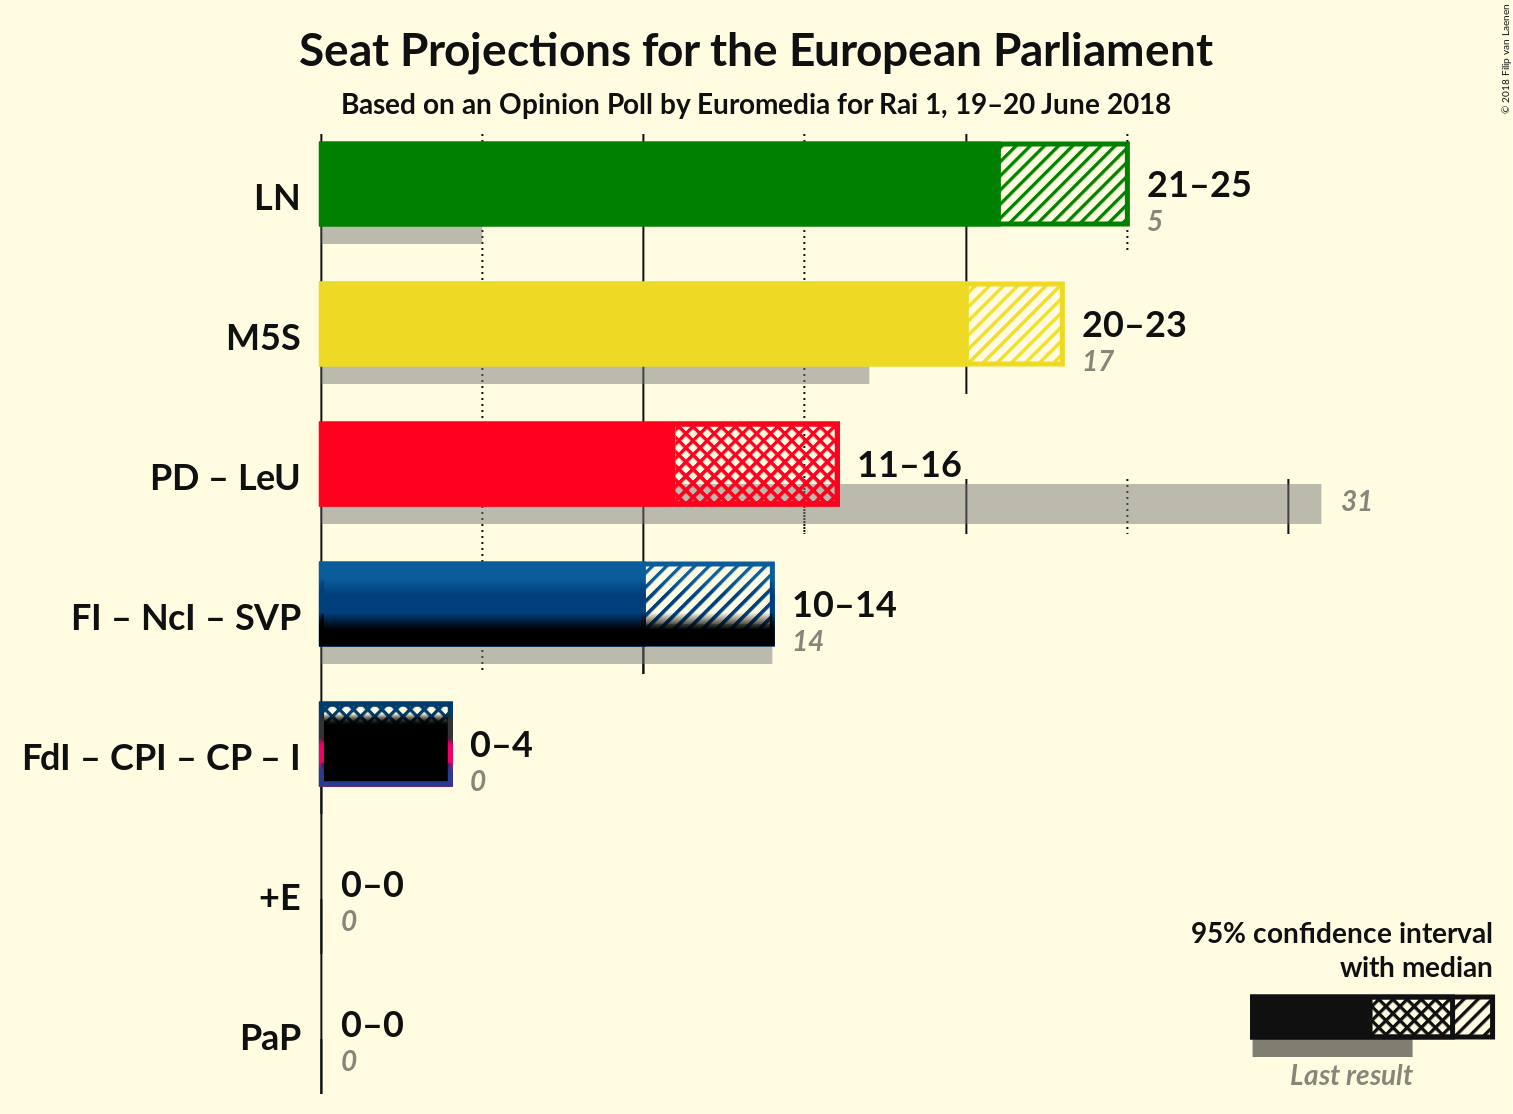 Seat Projections for the European Parliament
Based on an Opinion Poll by Euromedia for Rai 1, 19–20 June 2018
© 2018 Filip van Laenen
LN
21–25
5
M5S
20–23
17
PD – LeU
11–16
31
FI – NcI – SVP
10–14
14
FdI – CPI – CP – I
0–4
0
+E
0–0
0
PaP
0–0
0
95% confidence interval
with median
Last result